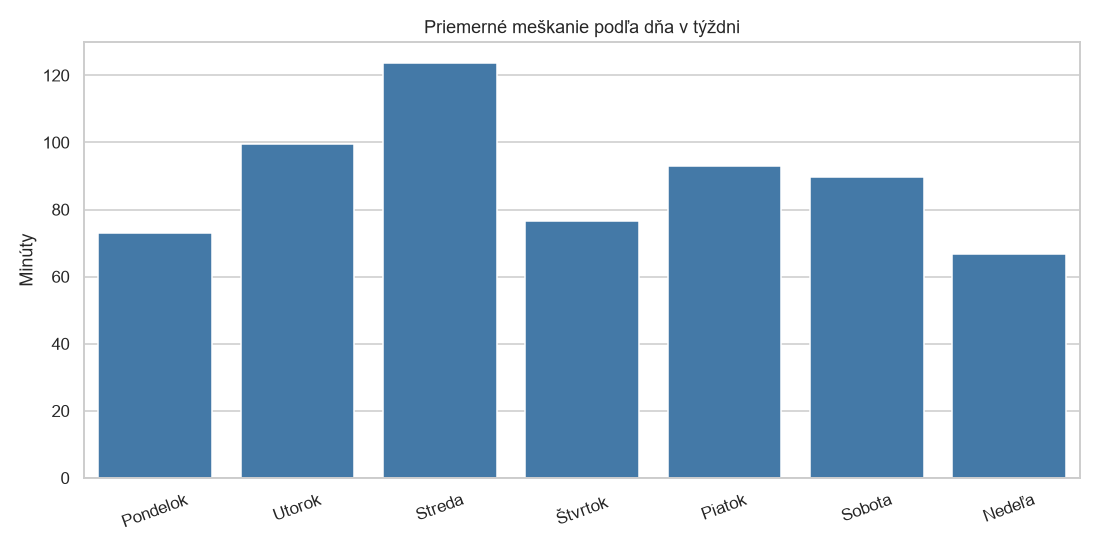 Priemerné meškanie podľa dňa v týždni
Minúty
120
100
80
60
40
20
0
Pondelok
Utorok
Streda
Štvrtok
Piatok
Sobota
Nedeľa